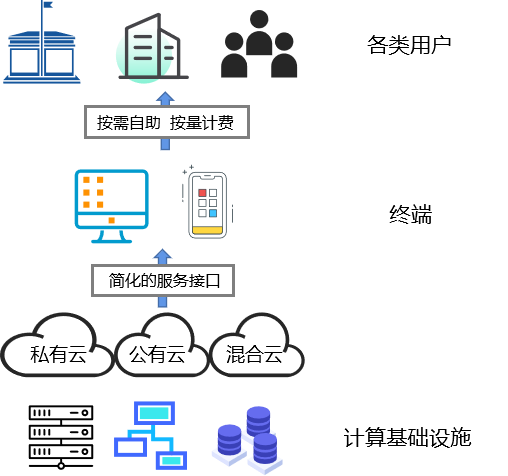 各类用户
按需自助 按量计费
终端
简化的服务接口
私有云 公有云 混合云
计算基础设施